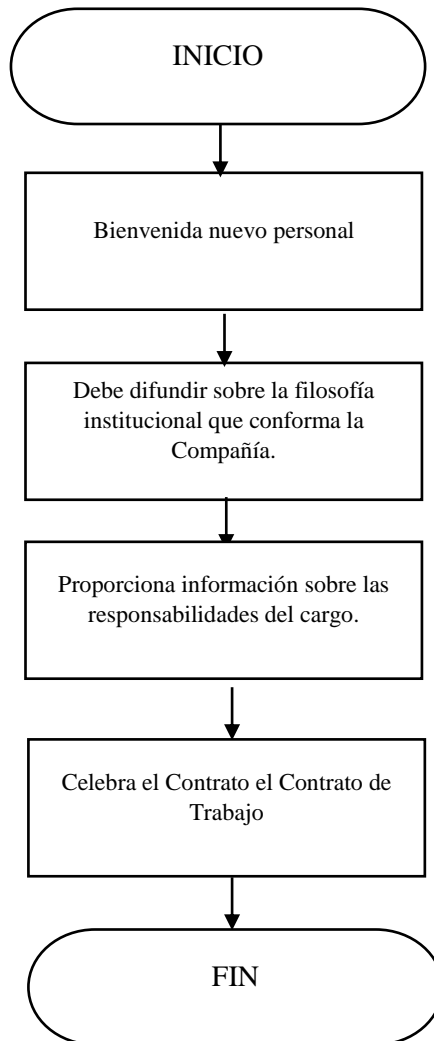 INICIO
Bienvenida nuevo personal
Debe difundir sobre la filosofía
institucional que conforma la
Compañía.
Proporciona información sobre las
responsabilidades del cargo.
Celebra el Contrato el Contrato de
Trabajo
FIN